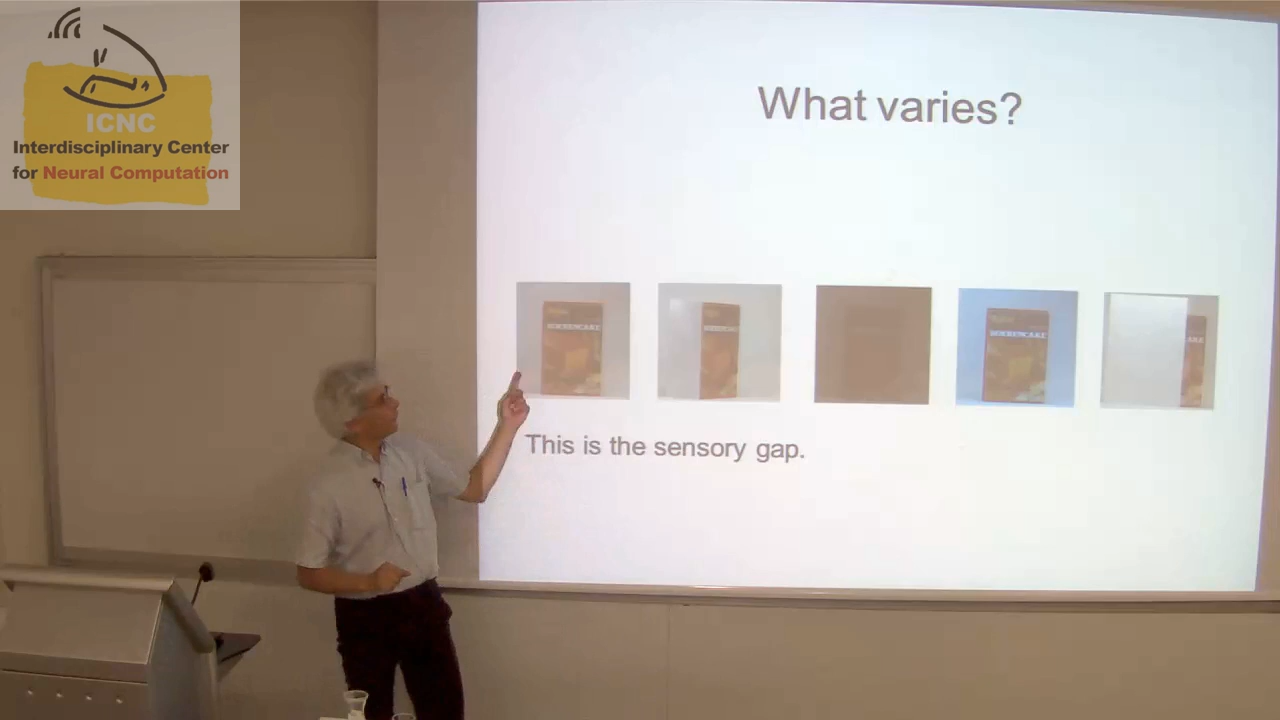 ICNC
Interdisciplinary Center
for Neural Computation
What varies?
This is the sensory gap.